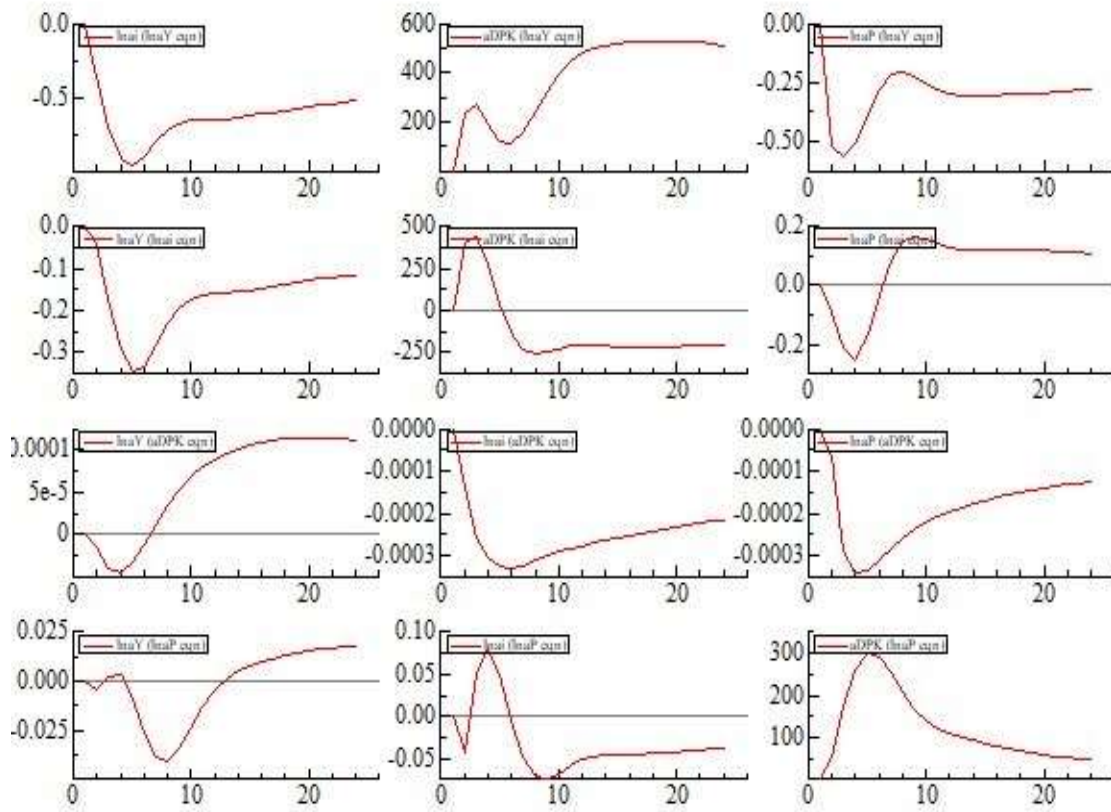 0.0
-0.5
0 10 20
lnai (lnaY eqn)
600
400
200
0 10 20
aDPK (lnaY eqn)
0.00
-0.25
-0.50
0 10 20
lnaP (lnaY eqn)
0.0
-0.1
-0.2
-0.3
0 10 20
lnaY (lnai eqn)
500
250
0
-250
0 10 20
aDPK (lnai eqn)
0.2
0.0
-0.2
0 10 20
lnaP (lnai eqn)
0.0001
5e-5
0
0 10 20
lnaY (aDPK eqn)
0.0000
-0.0001
-0.0002
-0.0003
0 10 20
lnai (aDPK eqn)
0.0000
-0.0001
-0.0002
-0.0003
0 10 20
lnaP (aDPK eqn)
0.025
0.000
-0.025
0 10 20
lnaY (lnaP eqn)
0.10
0.05
0.00
-0.05
0 10 20
lnai (lnaP eqn)
300
200
100
0 10 20
aDPK (lnaP eqn)